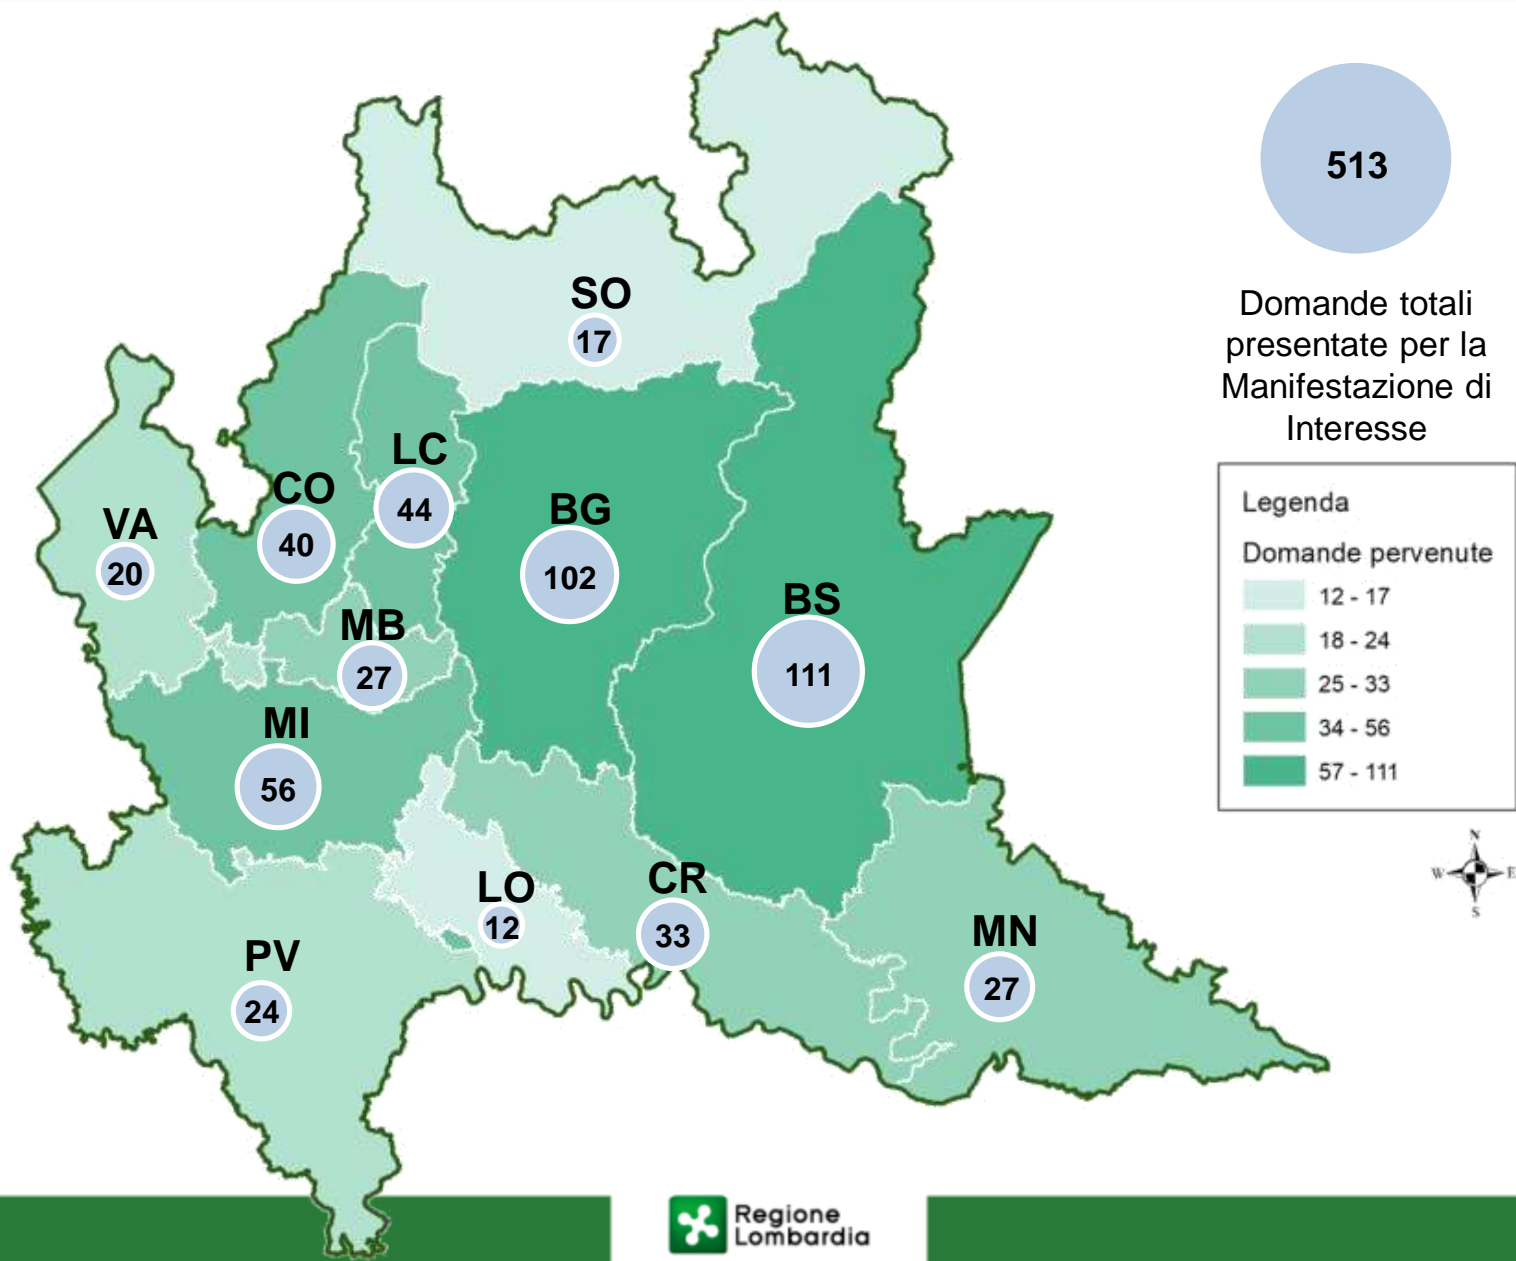 513
Domande totali
presentate per la
Manifestazione di
Interesse
SO
17
LC
44
CO
40
VA
20
BG
102
BS
111
MB
27
MI
56
LO
12
CR
33
MN
27
PV
24
Legenda
Domande pervenute
12 - 17
18 - 24
25 - 33
34 - 56
57 - 111
N
W E
S
Regione
Lombardia